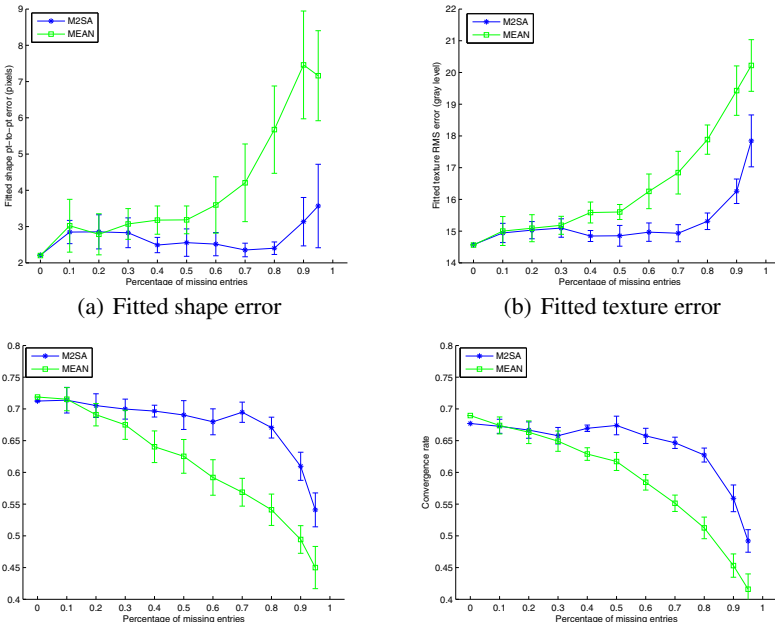 M2SA
MEAN
Fitted shape pt-to-pt error (pixels)
9
8
7
6
5
4
3
2
0 0.1 0.2 0.3 0.4 0.5 0.6 0.7 0.8 0.9 1
Percentage of missing entries
(a) Fitted shape error
M2SA
MEAN
Fitted texture RMS error (gray level)
22
21
20
19
18
17
16
15
14
0 0.1 0.2 0.3 0.4 0.5 0.6 0.7 0.8 0.9 1
Percentage of missing entries
(b) Fitted texture error
M2SA
MEAN
0.8
0.75
0.7
0.65
0.6
0.55
0.5
0.45
0.4
0 0.1 0.2 0.3 0.4 0.5 0.6 0.7 0.8 0.9 1
Percentage of missing entries
M2SA
MEAN
Convergence rate
0.8
0.75
0.7
0.65
0.6
0.55
0.5
0.45
0.4
0 0.1 0.2 0.3 0.4 0.5 0.6 0.7 0.8 0.9 1
Percentage of missing entries